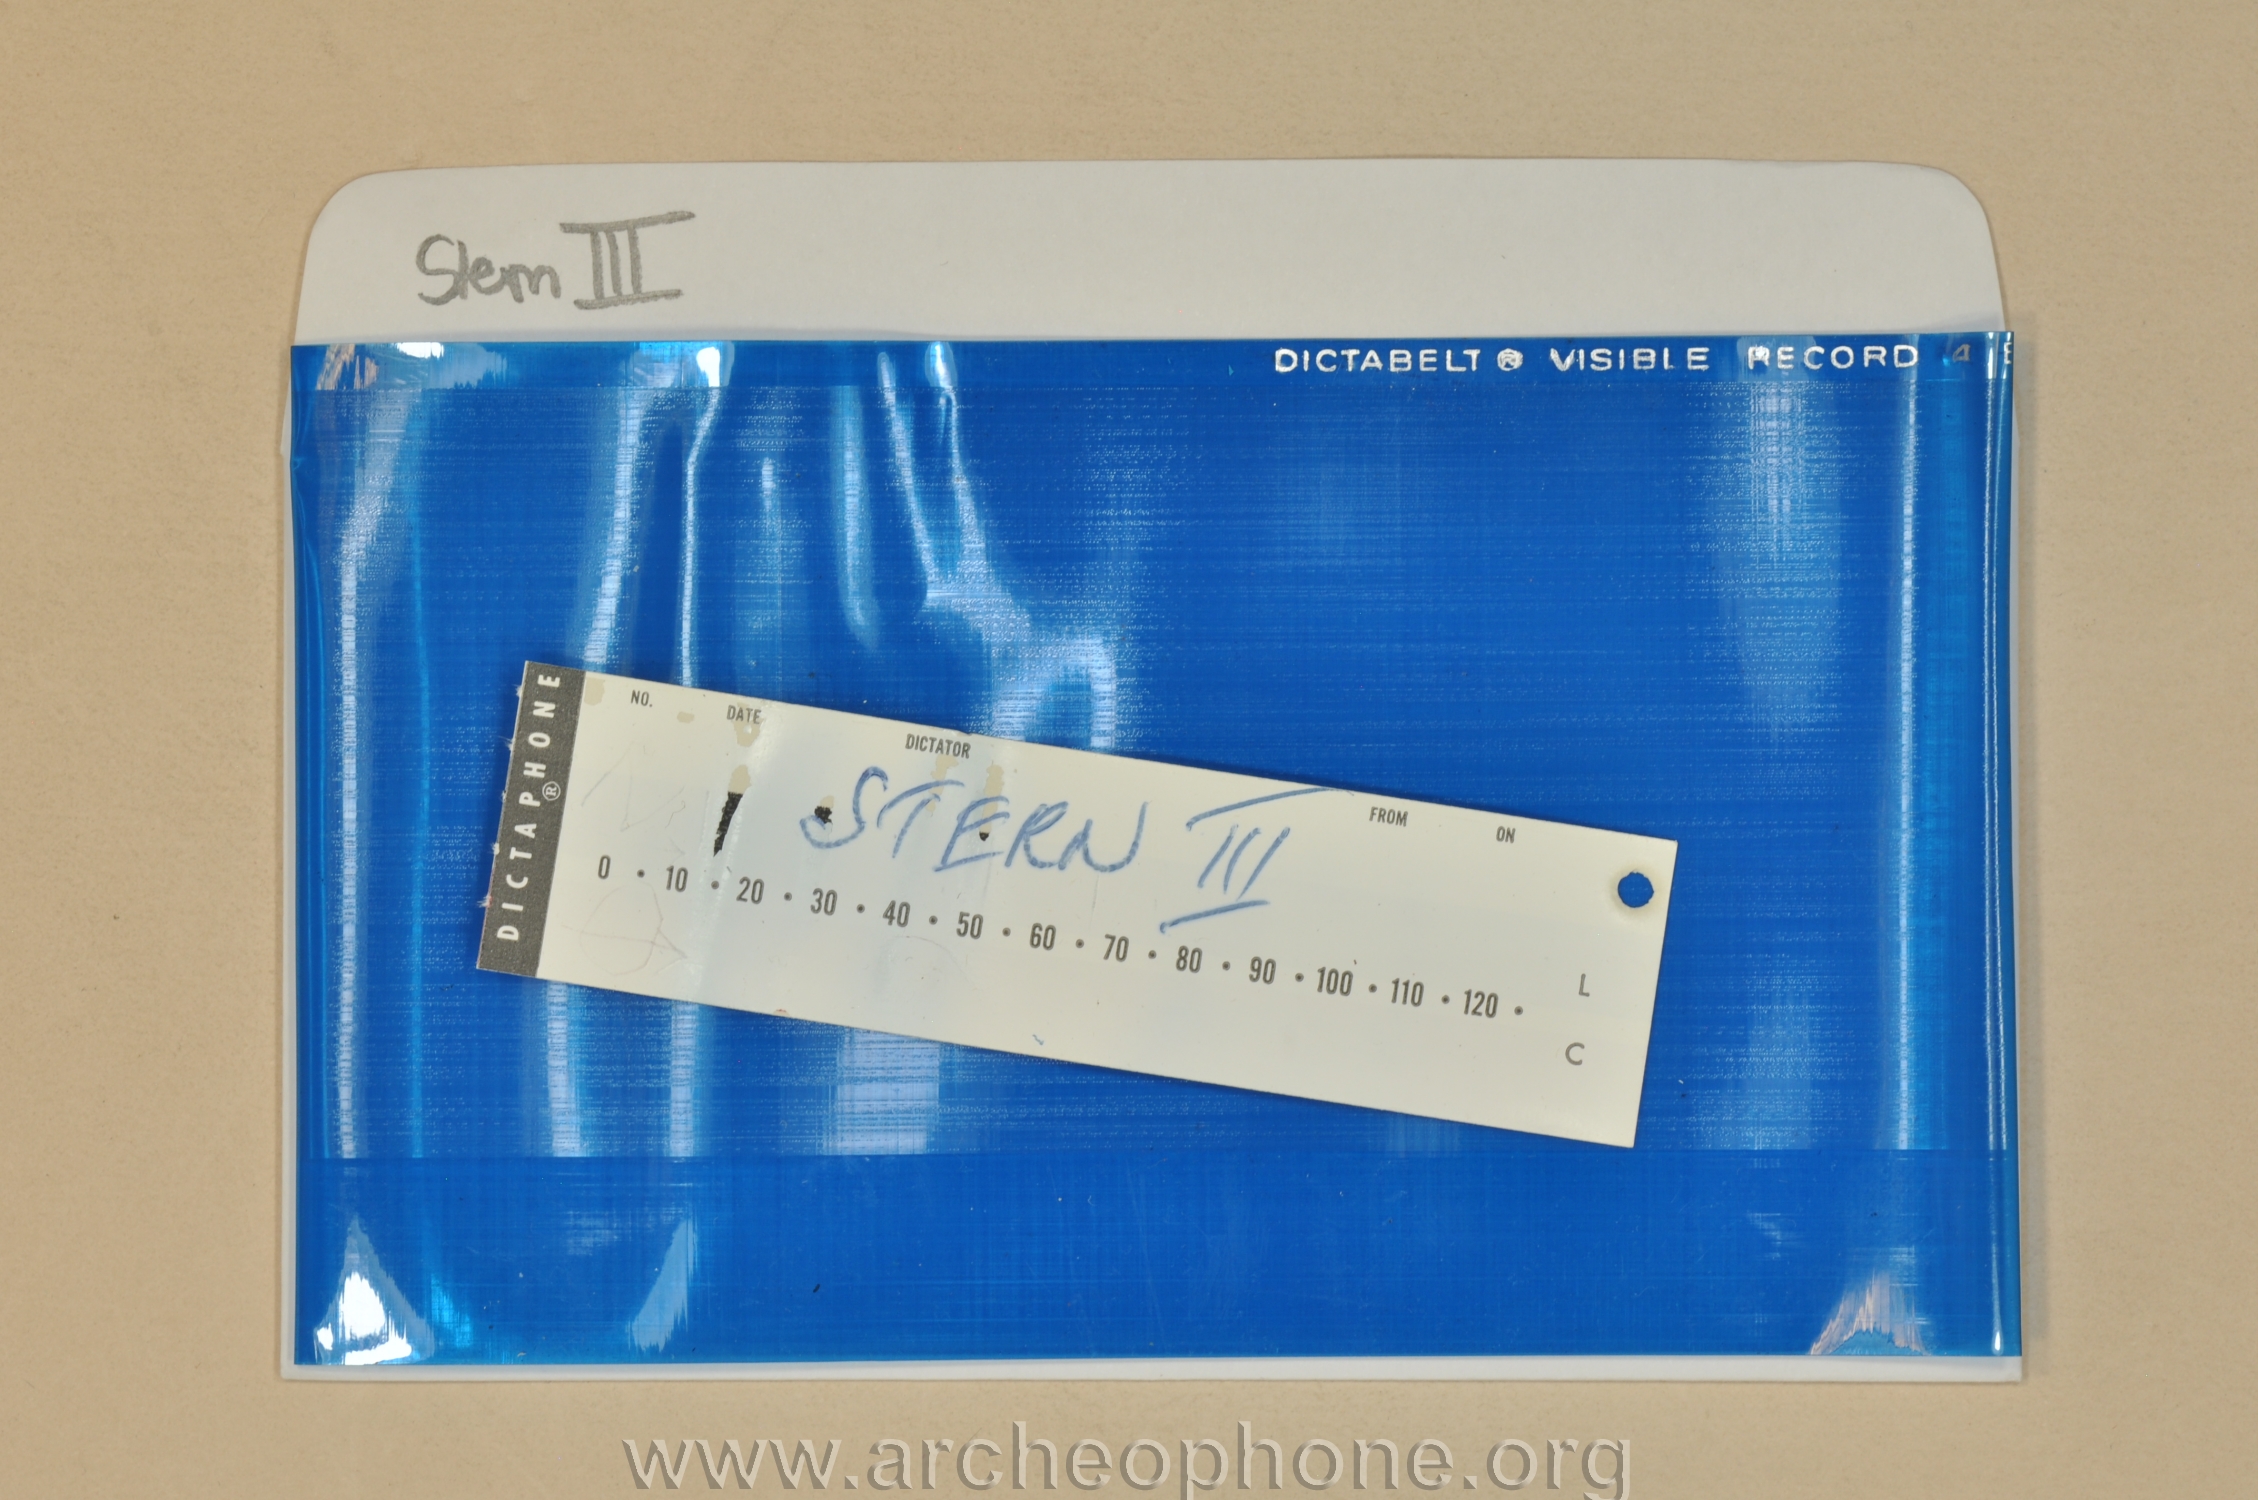 Stern III
DICTABELT ® VISIBLE RECORD 4
DICTAPHONE ®
NO. DATE DICTATOR FROM ON
STERN III
0 • 10 • 20 • 30 • 40 • 50 • 60 • 70 • 80 • 90 • 100 • 110 • 120 •
L
C
www.archeophone.org